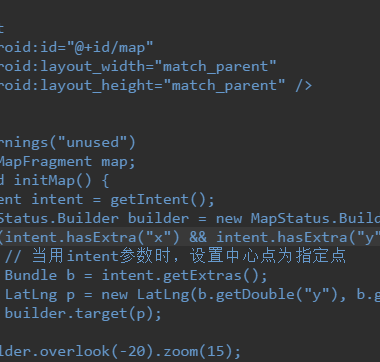 roid:id="@+id/map"
roid:layout_width="match_parent"
roid:layout_height="match_parent" />
rnings("unused")
MapFragment map;
d initMap() {
ent intent = getIntent();
Status.Builder builder = new MapStatus.Build
(intent.hasExtra("x") && intent.hasExtra("y"
// 当用intent参数时，设置中心点为指定点
Bundle b = intent.getExtras();
LatLng p = new LatLng(b.getDouble("y"), b.g
builder.target(p);
lder.overlook(-20).zoom(15);